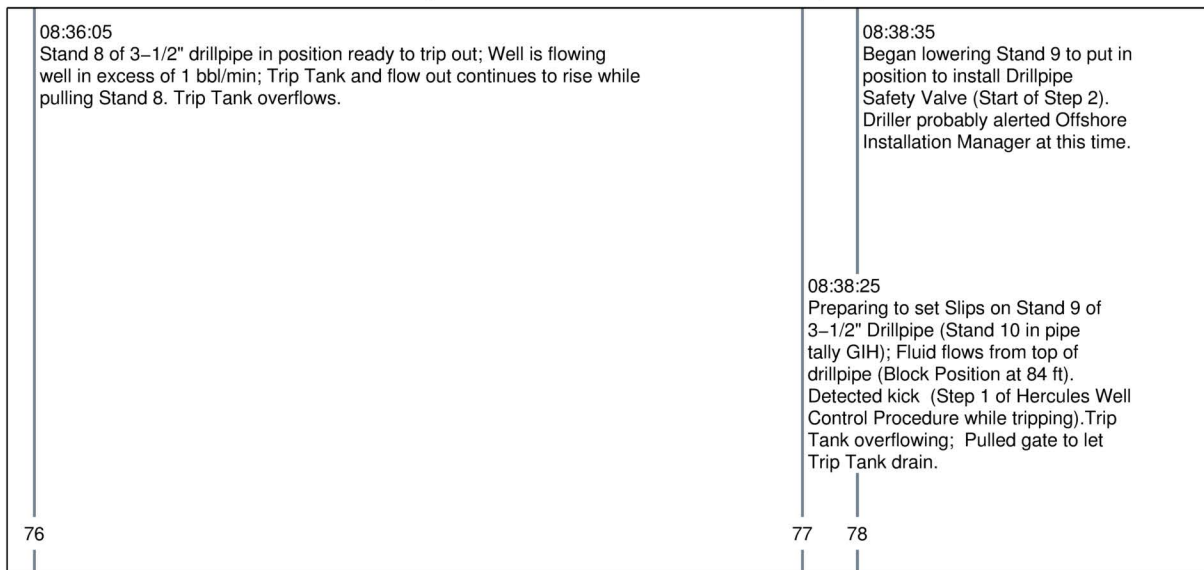 08:36:05
Stand 8 of 3–1/2" drillpipe in position ready to trip out; Well is flowing
well in excess of 1 bbl/min; Trip Tank and flow out continues to rise while
pulling Stand 8. Trip Tank overflows.
08:38:35
Began lowering Stand 9 to put in
position to install Drillpipe
Safety Valve (Start of Step 2).
Driller probably alerted Offshore
Installation Manager at this time.
08:38:25
Preparing to set Slips on Stand 9 of
3–1/2" Drillpipe (Stand 10 in pipe
tally GIH); Fluid flows from top of
drillpipe (Block Position at 84 ft).
Detected kick (Step 1 of Hercules Well
Control Procedure while tripping).Trip
Tank overflowing; Pulled gate to let
Trip Tank drain.
76
77
78